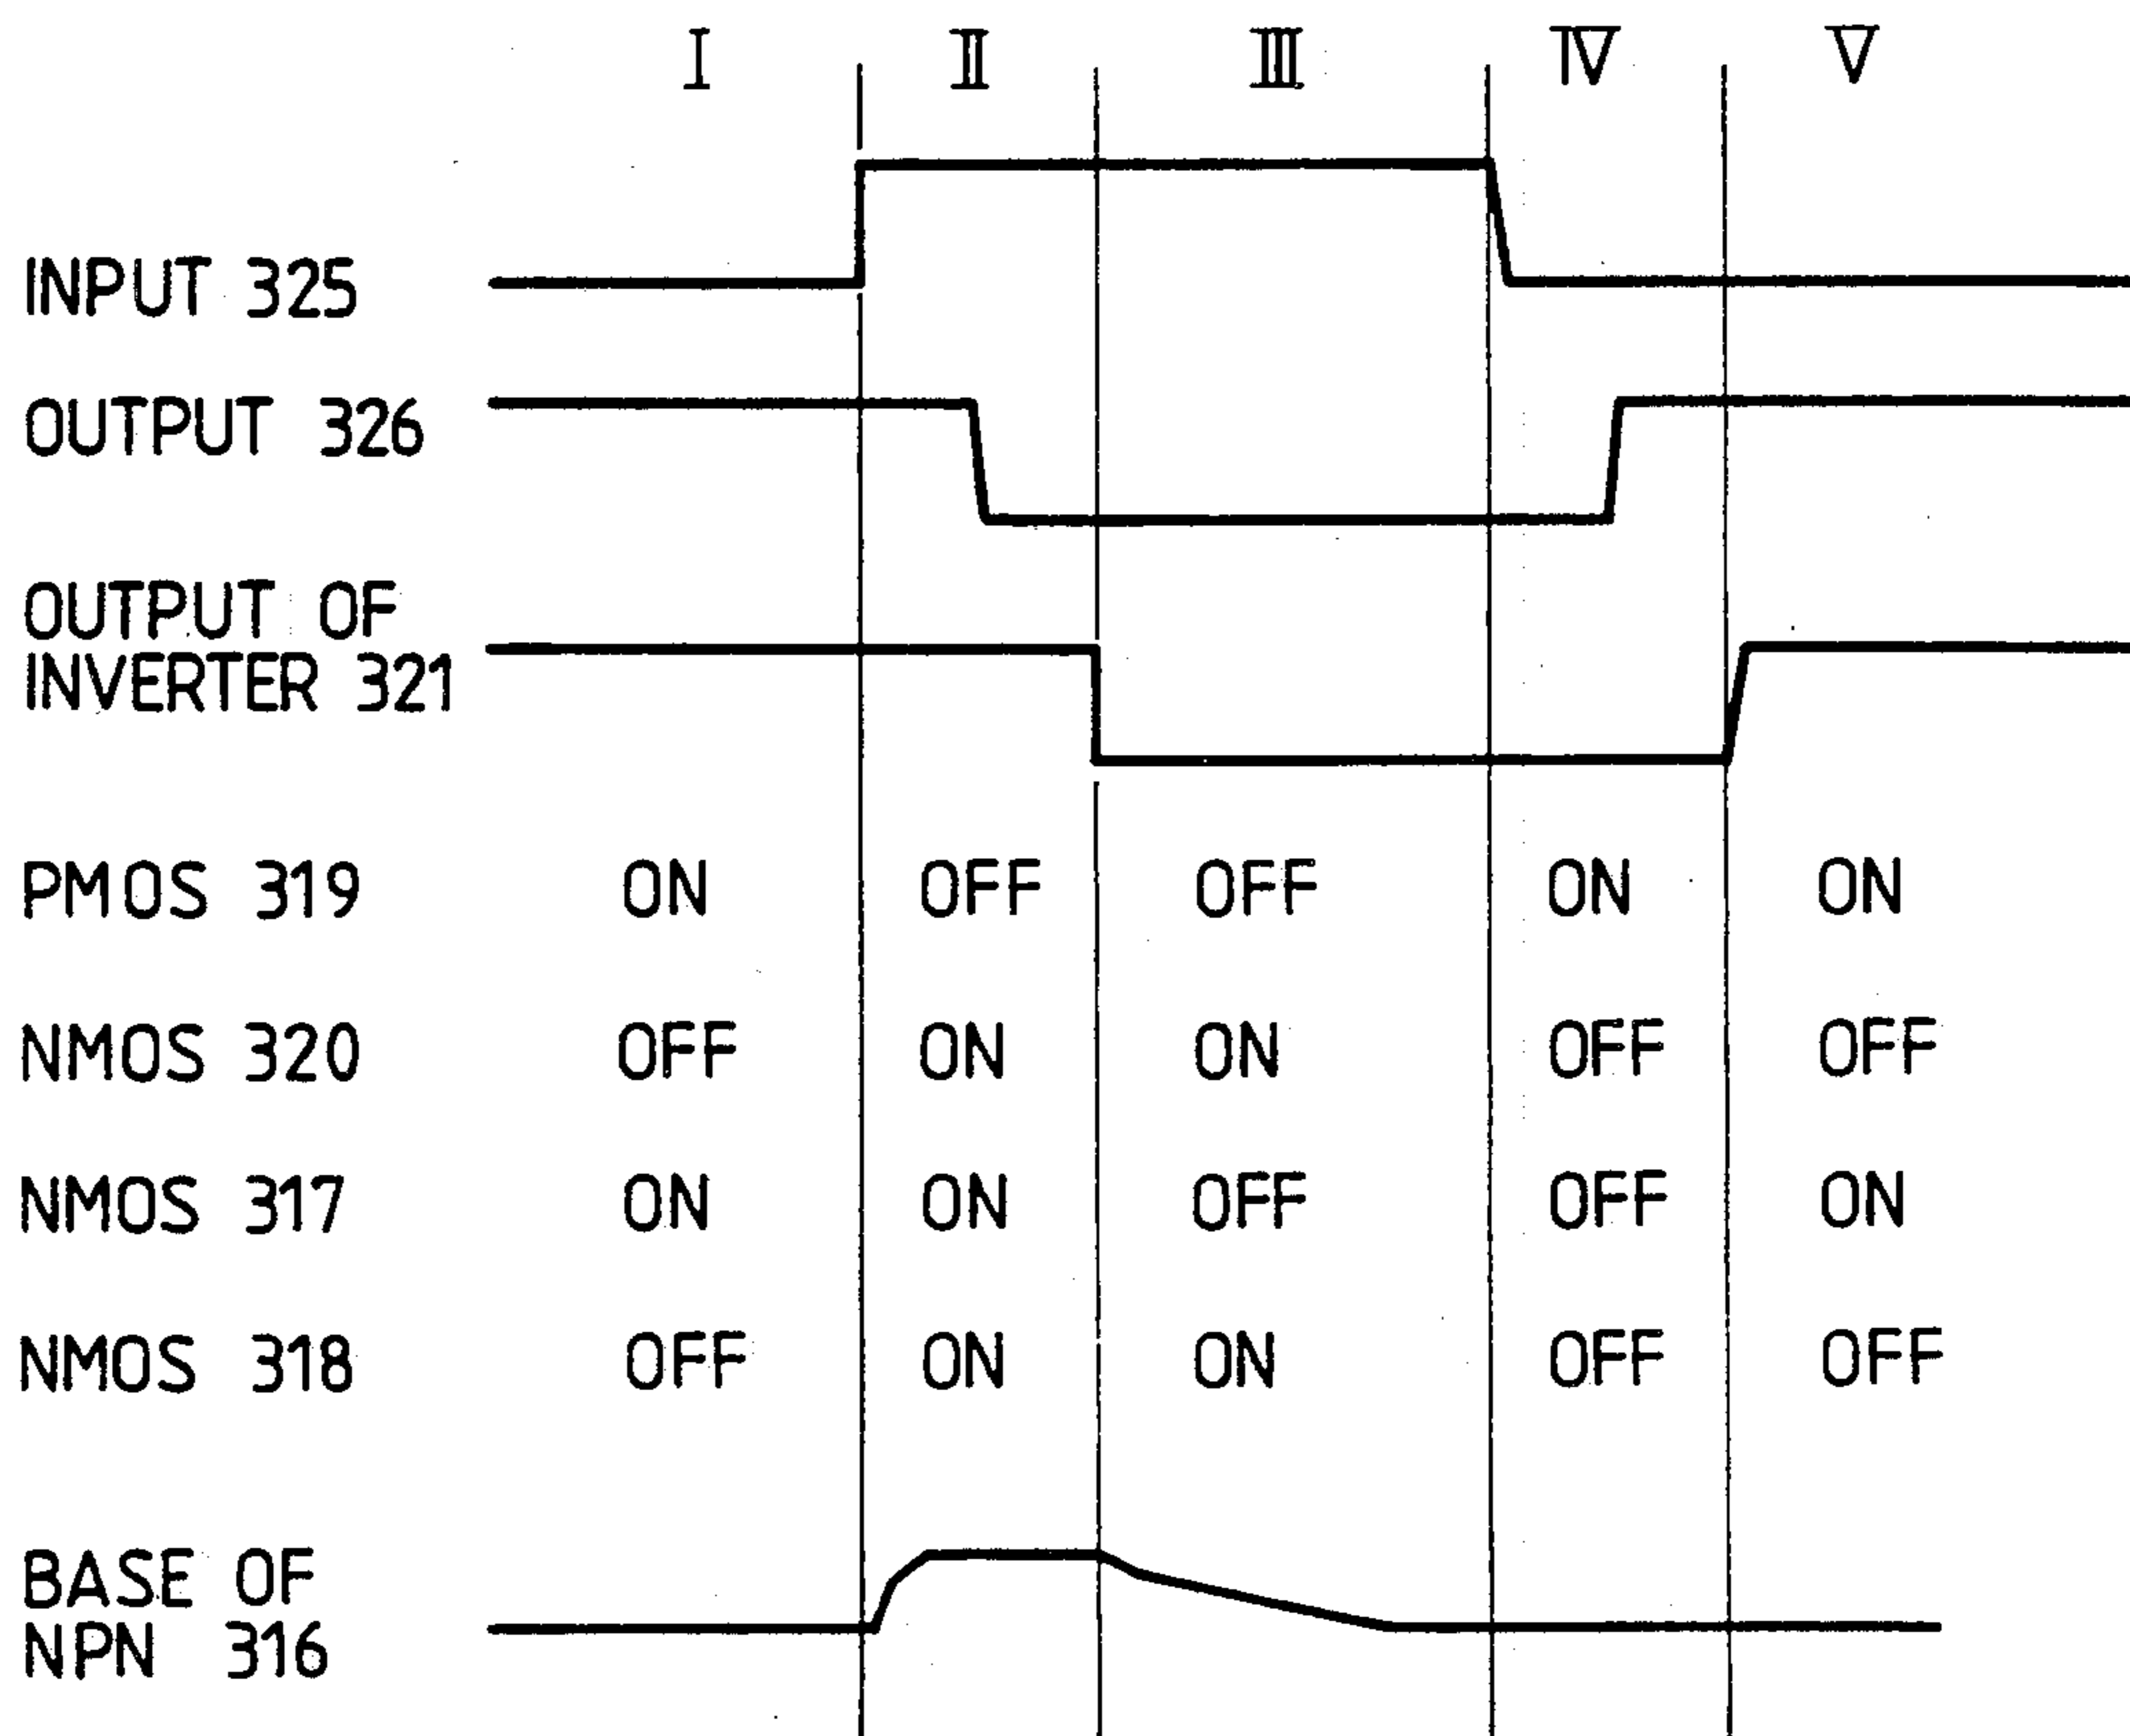 I II III IV V
INPUT 325
OUTPUT 326
OUTPUT OF
INVERTER 321
PMOS 319 ON OFF OFF ON ON
NMOS 320 OFF ON ON OFF OFF
NMOS 317 ON ON OFF OFF ON
NMOS 318 OFF ON ON OFF OFF
BASE OF
NPN 316